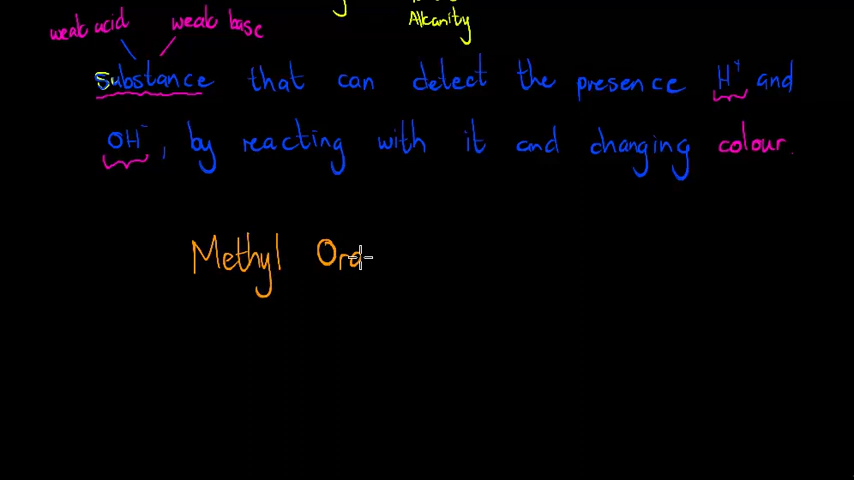 Alkanity
weak acid weak base
substance that can detect the presence H⁺ and
OH⁻, by reacting with it and changing colour.
Methyl Ora